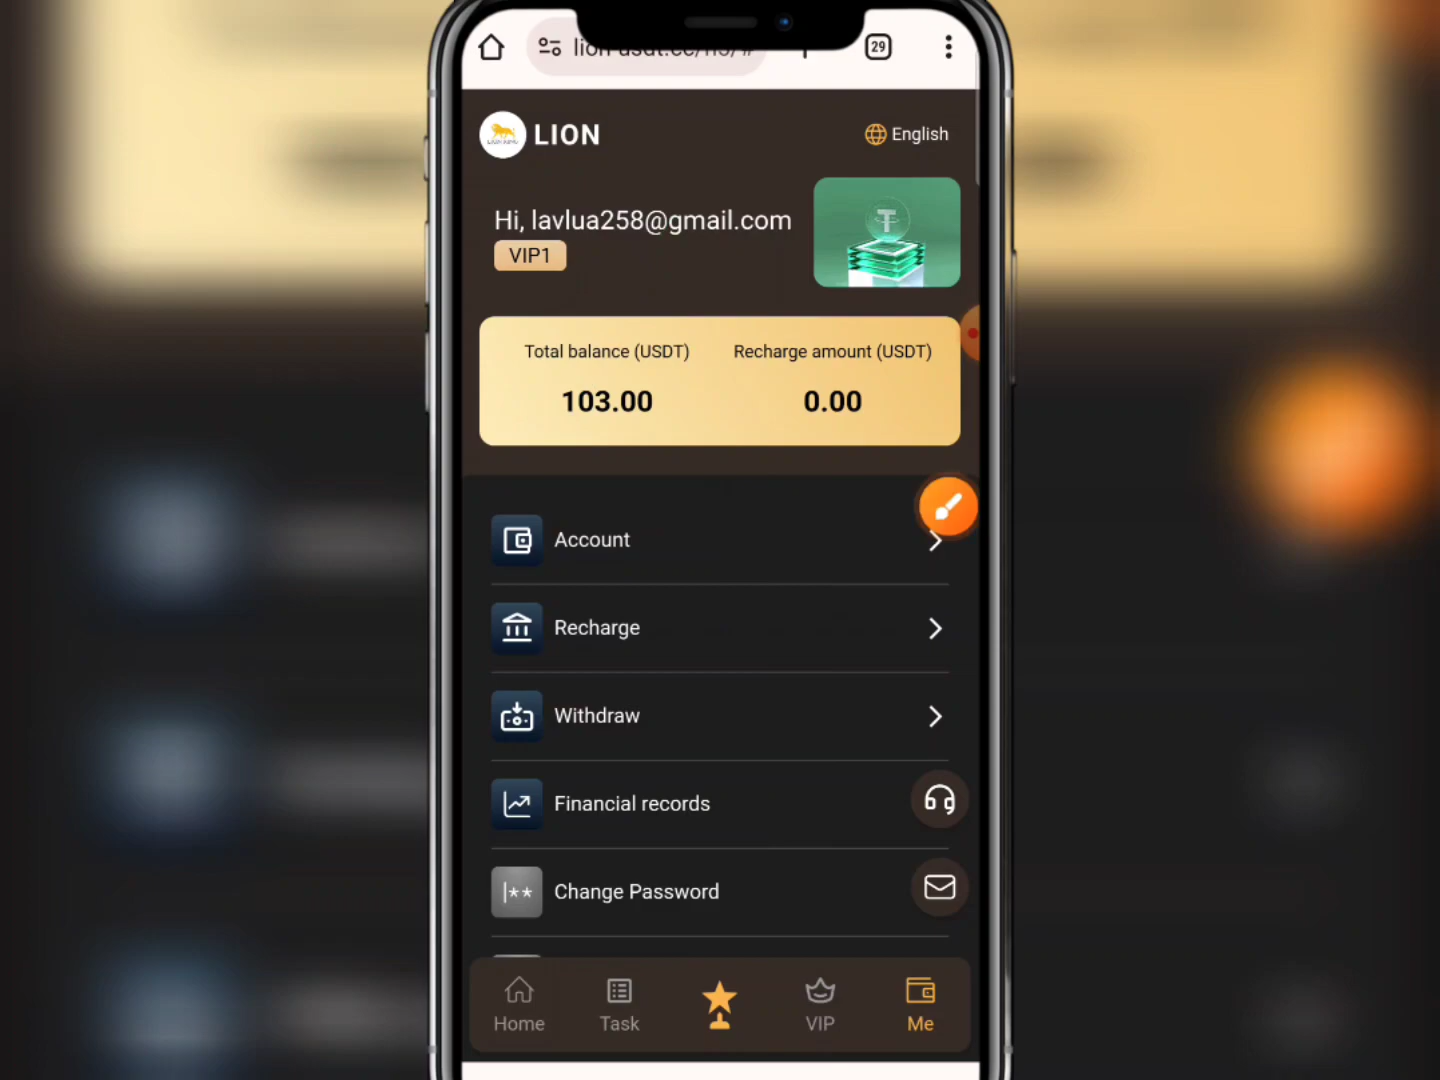 29
LION
English
Hi, lavlua258@gmail.com
VIP1
Total balance (USDT)
Recharge amount (USDT)
103.00
0.00
Account
Recharge
Withdraw
Financial records
|**
Change Password
Home
Task
VIP
Me